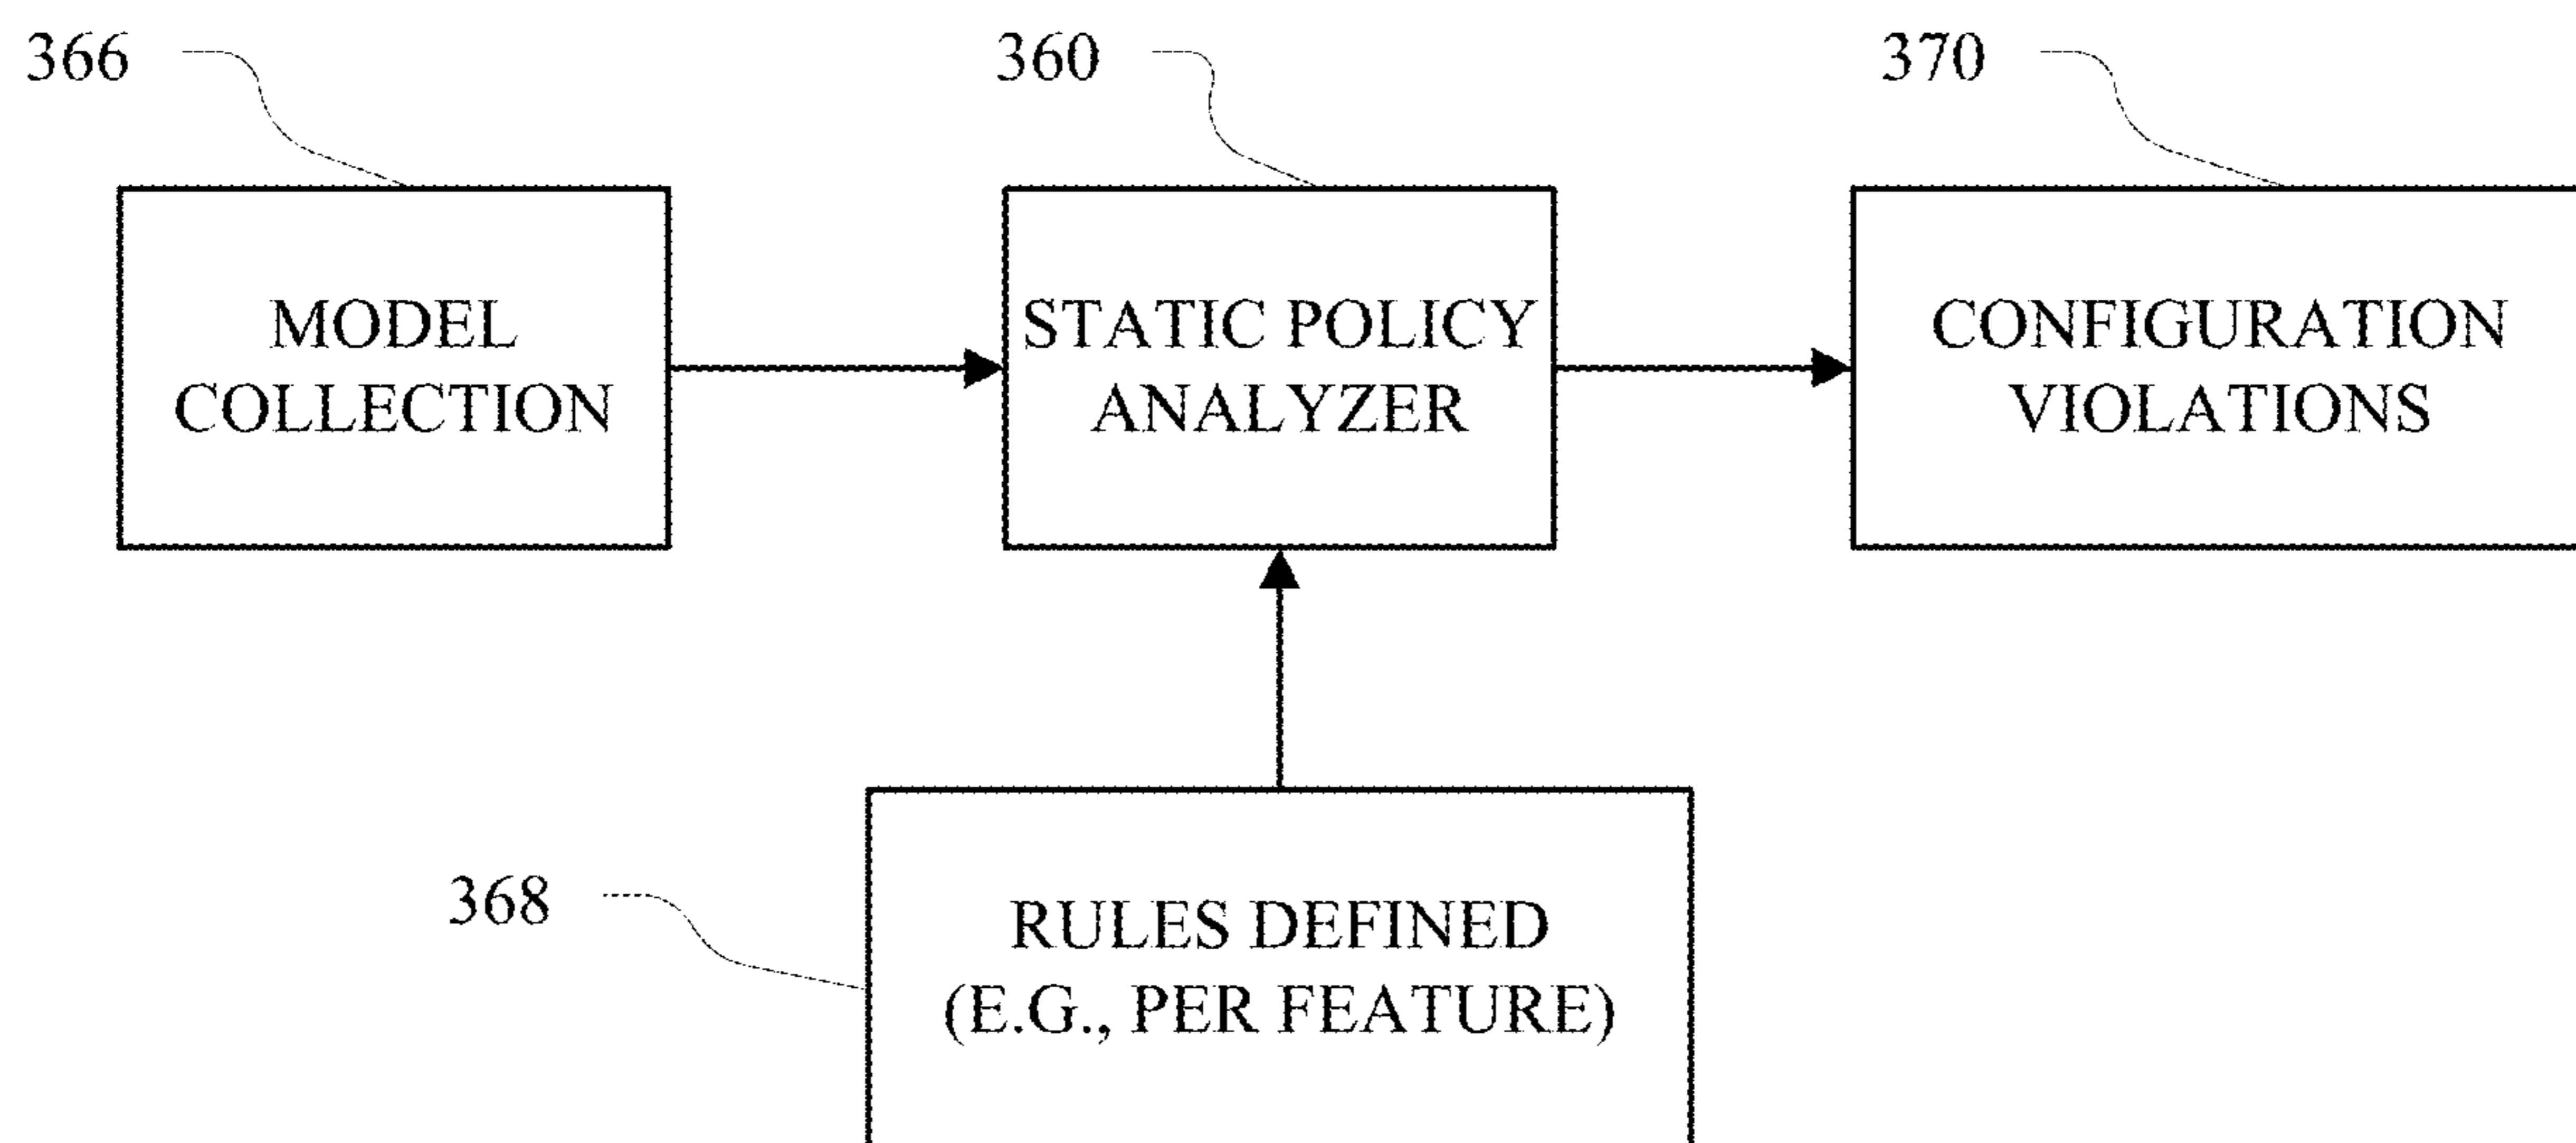 366
360
370
MODEL
COLLECTION
STATIC POLICY
ANALYZER
CONFIGURATION
VIOLATIONS
368
RULES DEFINED
(E.G., PER FEATURE)